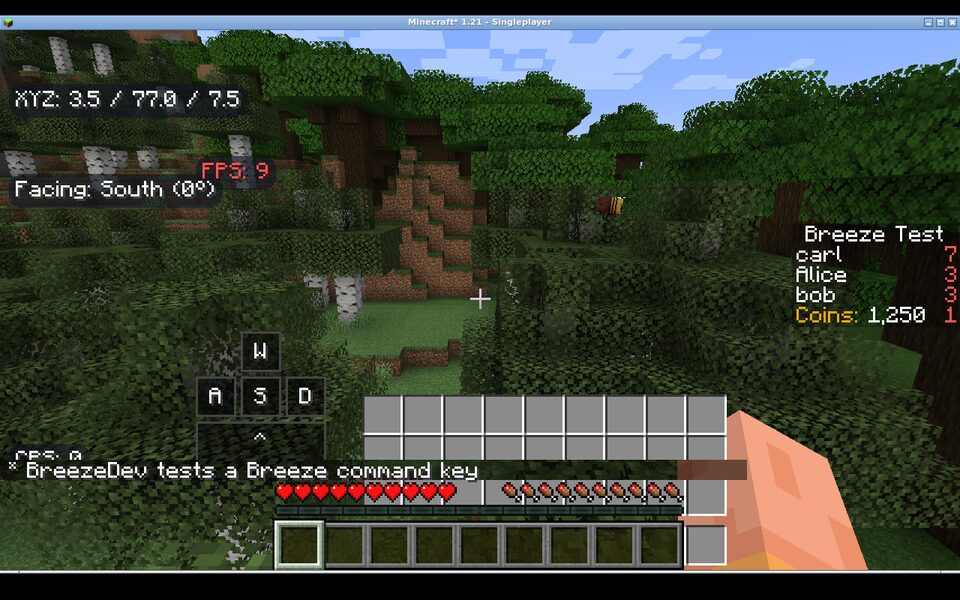 Minecraft* 1.21 - Singleplayer
XYZ: 3.5 / 77.0 / 7.5
FPS: 9
Facing: South (0°)
Breeze Test
carl 7
Alice 3
bob 3
Coins: 1,250 1
W
A S D
^
* BreezeDev tests a Breeze command key